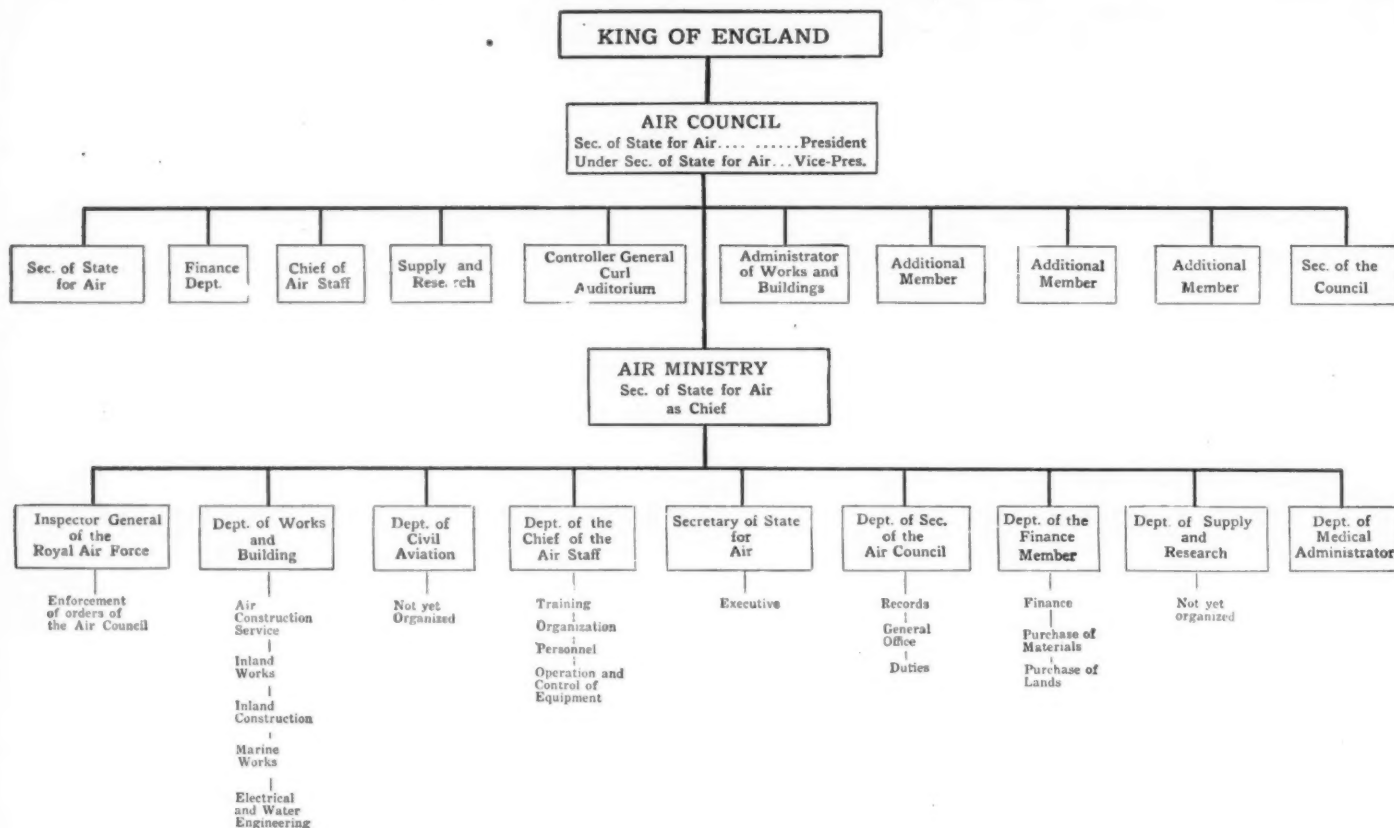 KING OF ENGLAND
AIR COUNCIL
Sec. of State for Air.... ......President
Under Sec. of State for Air...Vice-Pres.
Sec. of State
for Air
Finance
Dept.
Chief of
Air Staff
Supply and
Rese.rch
Controller General
Curl
Auditorium
Administrator
of Works and
Buildings
Additional
Member
Additional
Member
Additional
Member
Sec. of the
Council
AIR MINISTRY
Sec. of State for Air
as Chief
Inspector General
of the
Royal Air Force
Enforcement
of orders of
the Air Council
Dept. of Works
and
Building
Air
Construction
Service
Inland
Works
Inland
Construction
Marine
Works
Electrical
and Water
Engineering
Dept. of
Civil
Aviation
Not yet
Organized
Dept. of the
Chief of the
Air Staff
Training
Organization
Personnel
Operation and
Control of
Equipment
Secretary of State
for
Air
Executive
Dept. of Sec.
of the
Air Council
Records
General
Office
Duties
Dept. of the
Finance
Member
Finance
Purchase of
Materials
Purchase of
Lands
Dept. of Supply
and
Research
Not yet
organized
Dept. of
Medical
Administrator